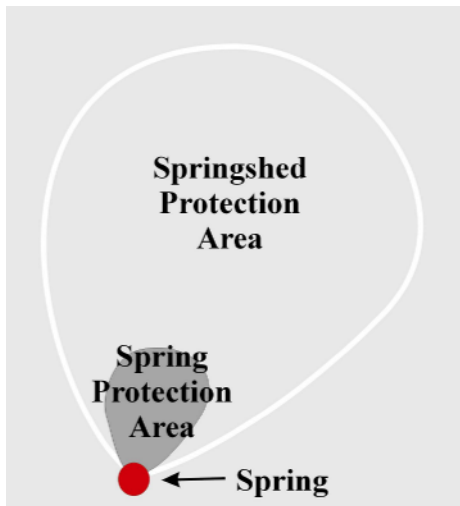 Springshed
Protection
Area
Spring
Protection
Area
Spring